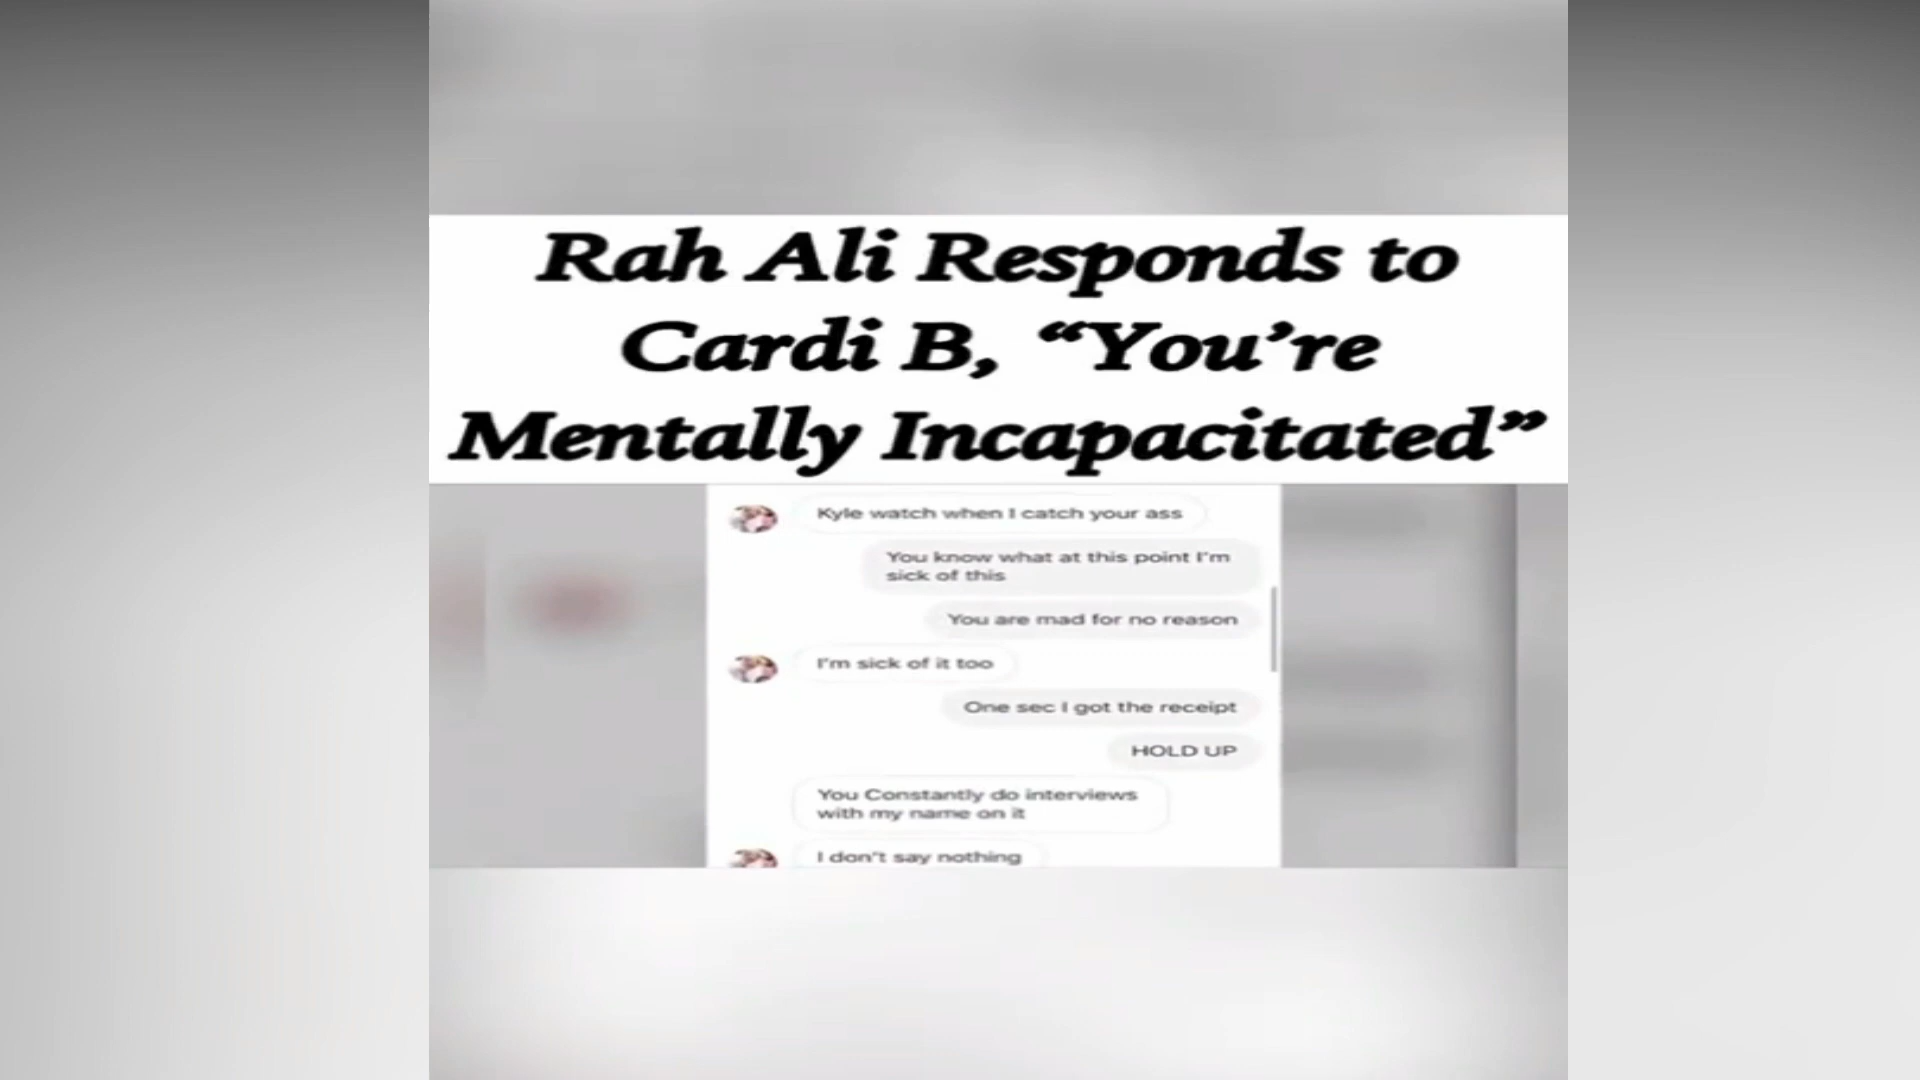 Rah Ali Responds to
Cardi B, “You’re
Mentally Incapacitated”
Kyle watch when I catch your ass
You know what at this point I'm
sick of this
You are mad for no reason
I'm sick of it too
One sec I got the receipt
HOLD UP
You Constantly do interviews
with my name on it
I don't say nothing